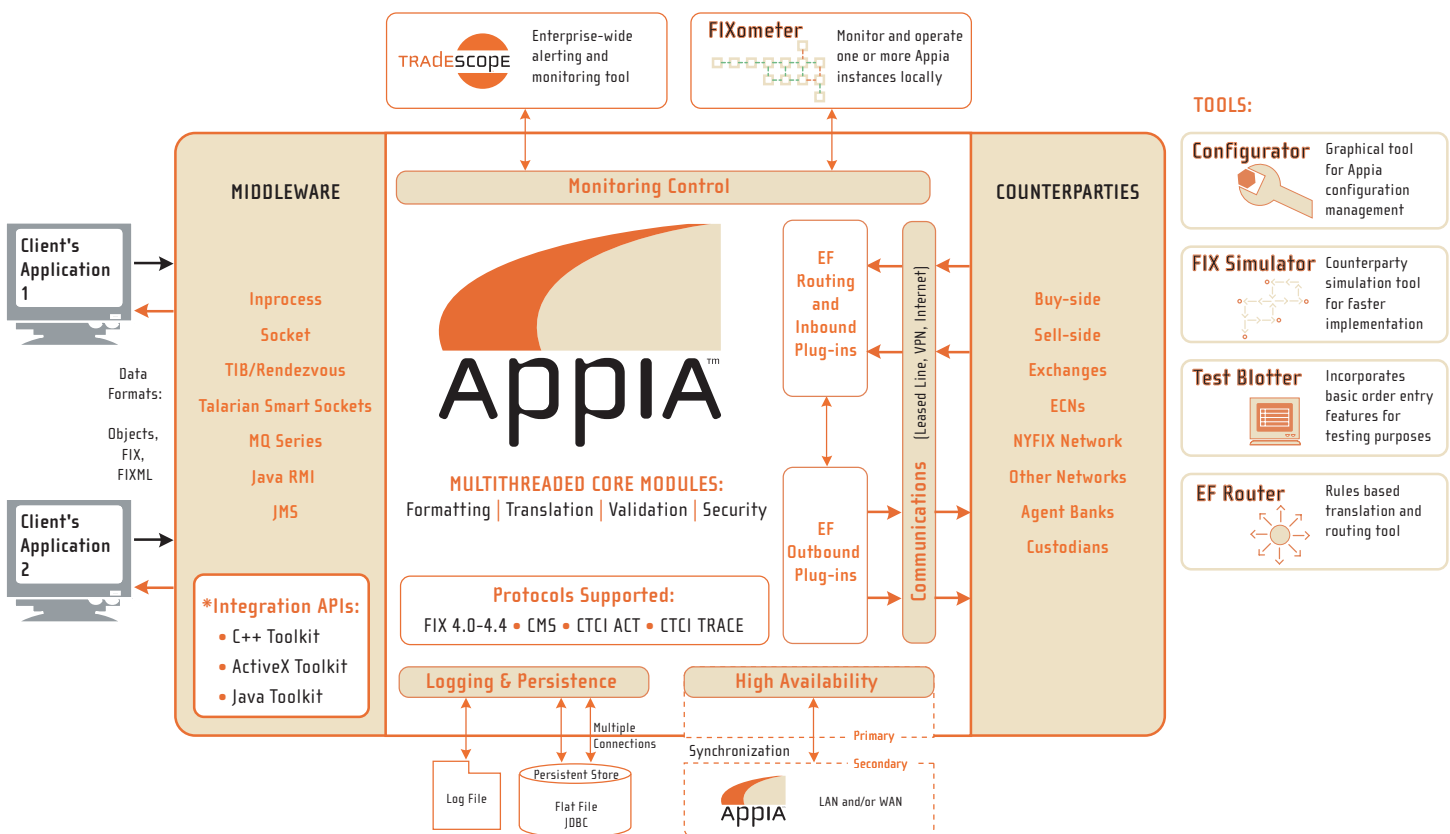 TRADESCOPE
Enterprise-wide
alerting and
monitoring tool
FIXometer
Monitor and operate
one or more Appia
instances locally
TOOLS:
Configurator
Graphical tool
for Appia
configuration
management
FIX Simulator
Counterparty
simulation tool
for faster
implementation
Test Blotter
Incorporates
basic order entry
features for
testing purposes
EF Router
Rules based
translation and
routing tool
Client's
Application
1
Data
Formats:
Objects,
FIX,
FIXML
Client's
Application
2
MIDDLEWARE
Inprocess
Socket
TIB/Rendezvous
Talarian Smart Sockets
MQ Series
Java RMI
JMS
*Integration APIs:
• C++ Toolkit
• ActiveX Toolkit
• Java Toolkit
Monitoring Control
APPIA™
MULTITHREADED CORE MODULES:
Formatting | Translation | Validation | Security
Protocols Supported:
FIX 4.0-4.4 • CMS • CTCI ACT • CTCI TRACE
EF
Routing
and
Inbound
Plug-ins
EF
Outbound
Plug-ins
Communications (Leased Line, VPN, Internet)
COUNTERPARTIES
Buy-side
Sell-side
Exchanges
ECNs
NYFIX Network
Other Networks
Agent Banks
Custodians
Logging & Persistence
Multiple
Connections
Log File
Persistent Store
Flat File
JDBC
High Availability
Primary
Synchronization
Secondary
APPIA
LAN and/or WAN